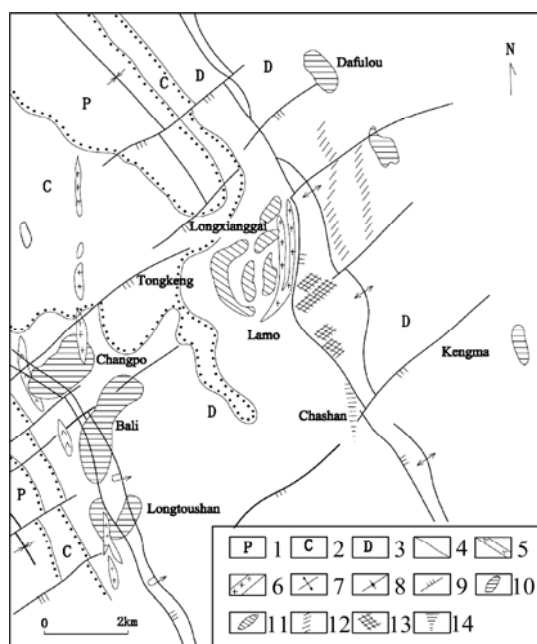 D
D
Dafulou
N
C
P
C
Longxianggai
Tongkeng
Lamo
D
Kengma
Changpo
Chashan
Bali
D
Longtoushan
P
C
0 2km
P 1 C 2 D 3 4 5
6 7 8 9 10
11 12 13 14